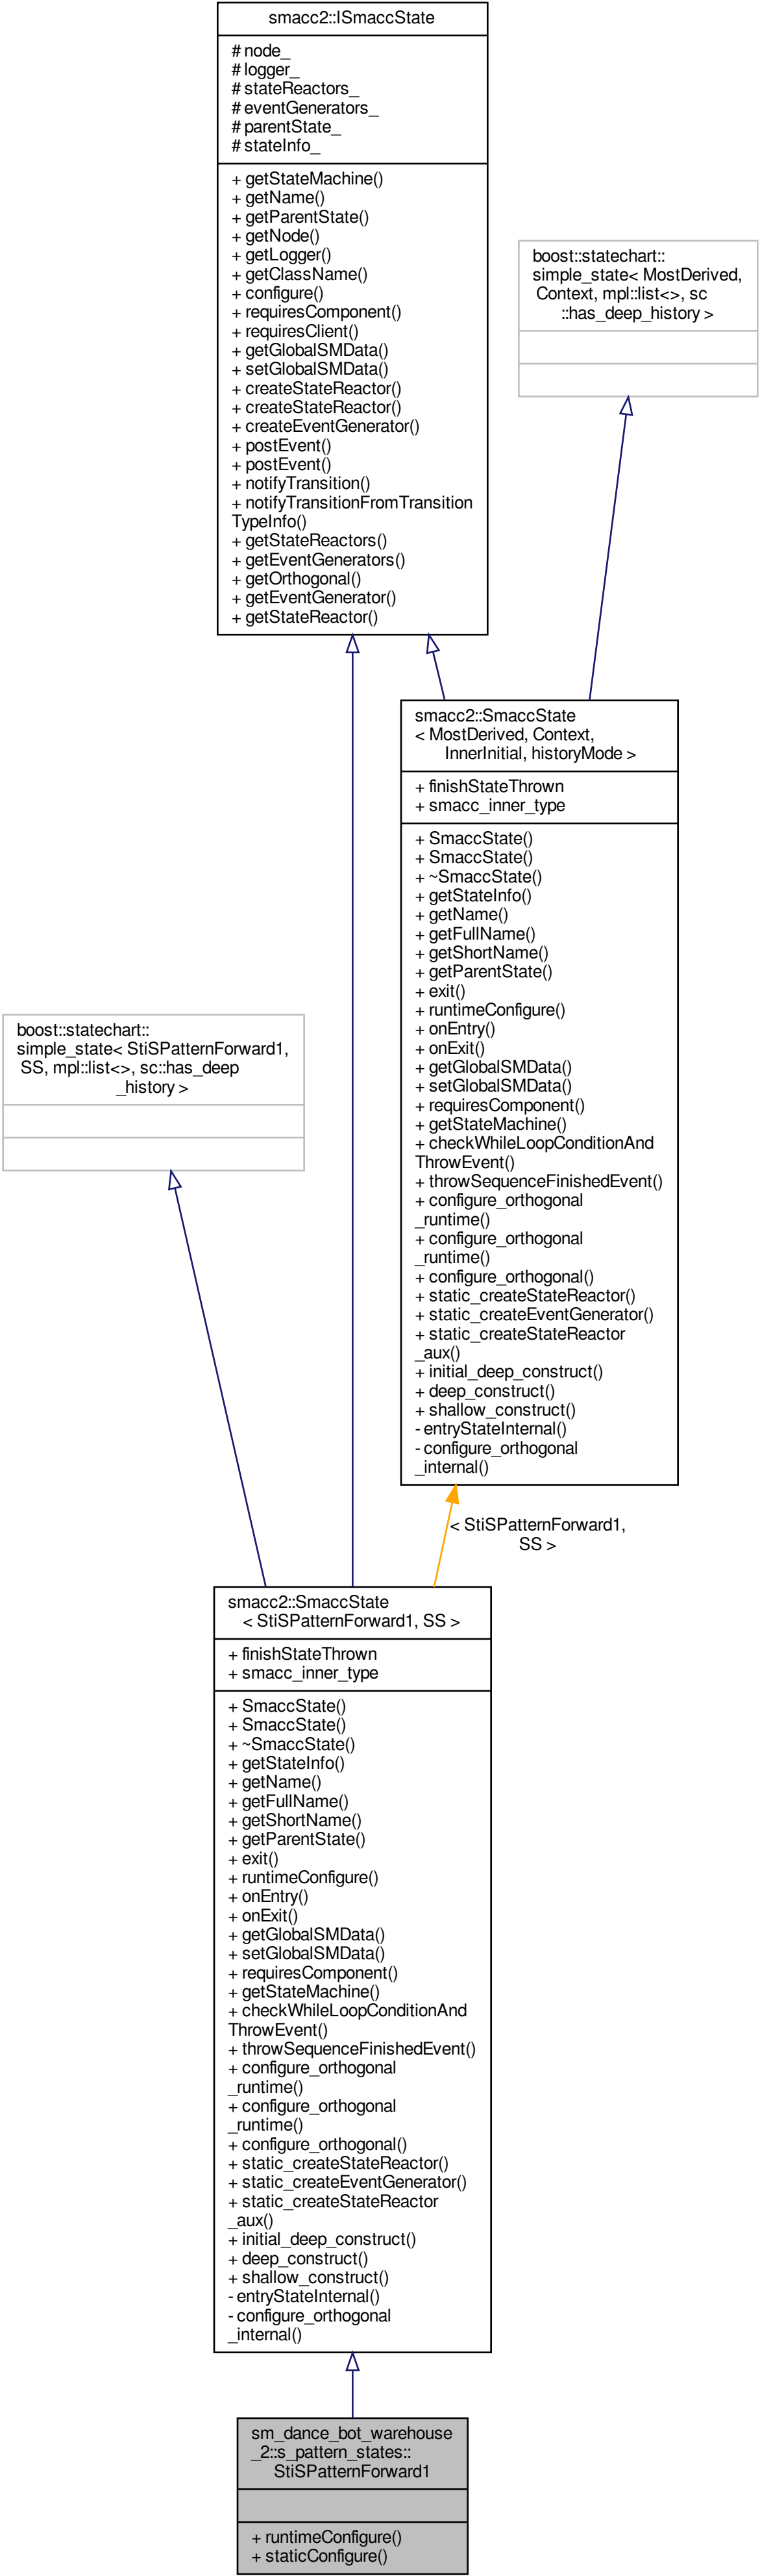 smacc2::ISmaccState
# node_
# logger_
# stateReactors_
# eventGenerators_
# parentState_
# stateInfo_
+ getStateMachine()
+ getName()
+ getParentState()
+ getNode()
+ getLogger()
+ getClassName()
+ configure()
+ requiresComponent()
+ requiresClient()
+ getGlobalSMData()
+ setGlobalSMData()
+ createStateReactor()
+ createStateReactor()
+ createEventGenerator()
+ postEvent()
+ postEvent()
+ notifyTransition()
+ notifyTransitionFromTransition
TypeInfo()
+ getStateReactors()
+ getEventGenerators()
+ getOrthogonal()
+ getEventGenerator()
+ getStateReactor()
boost::statechart::
simple_state< MostDerived,
Context, mpl::list<>, sc
::has_deep_history >
smacc2::SmaccState
< MostDerived, Context,
InnerInitial, historyMode >
+ finishStateThrown
+ smacc_inner_type
+ SmaccState()
+ SmaccState()
+ ~SmaccState()
+ getStateInfo()
+ getName()
+ getFullName()
+ getShortName()
+ getParentState()
+ exit()
+ runtimeConfigure()
+ onEntry()
+ onExit()
+ getGlobalSMData()
+ setGlobalSMData()
+ requiresComponent()
+ getStateMachine()
+ checkWhileLoopConditionAnd
ThrowEvent()
+ throwSequenceFinishedEvent()
+ configure_orthogonal
_runtime()
+ configure_orthogonal
_runtime()
+ configure_orthogonal()
+ static_createStateReactor()
+ static_createEventGenerator()
+ static_createStateReactor
_aux()
+ initial_deep_construct()
+ deep_construct()
+ shallow_construct()
- entryStateInternal()
- configure_orthogonal
_internal()
boost::statechart::
simple_state< StiSPatternForward1,
SS, mpl::list<>, sc::has_deep
_history >
< StiSPatternForward1,
SS >
smacc2::SmaccState
< StiSPatternForward1, SS >
+ finishStateThrown
+ smacc_inner_type
+ SmaccState()
+ SmaccState()
+ ~SmaccState()
+ getStateInfo()
+ getName()
+ getFullName()
+ getShortName()
+ getParentState()
+ exit()
+ runtimeConfigure()
+ onEntry()
+ onExit()
+ getGlobalSMData()
+ setGlobalSMData()
+ requiresComponent()
+ getStateMachine()
+ checkWhileLoopConditionAnd
ThrowEvent()
+ throwSequenceFinishedEvent()
+ configure_orthogonal
_runtime()
+ configure_orthogonal
_runtime()
+ configure_orthogonal()
+ static_createStateReactor()
+ static_createEventGenerator()
+ static_createStateReactor
_aux()
+ initial_deep_construct()
+ deep_construct()
+ shallow_construct()
- entryStateInternal()
- configure_orthogonal
_internal()
sm_dance_bot_warehouse
_2::s_pattern_states::
StiSPatternForward1
+ runtimeConfigure()
+ staticConfigure()